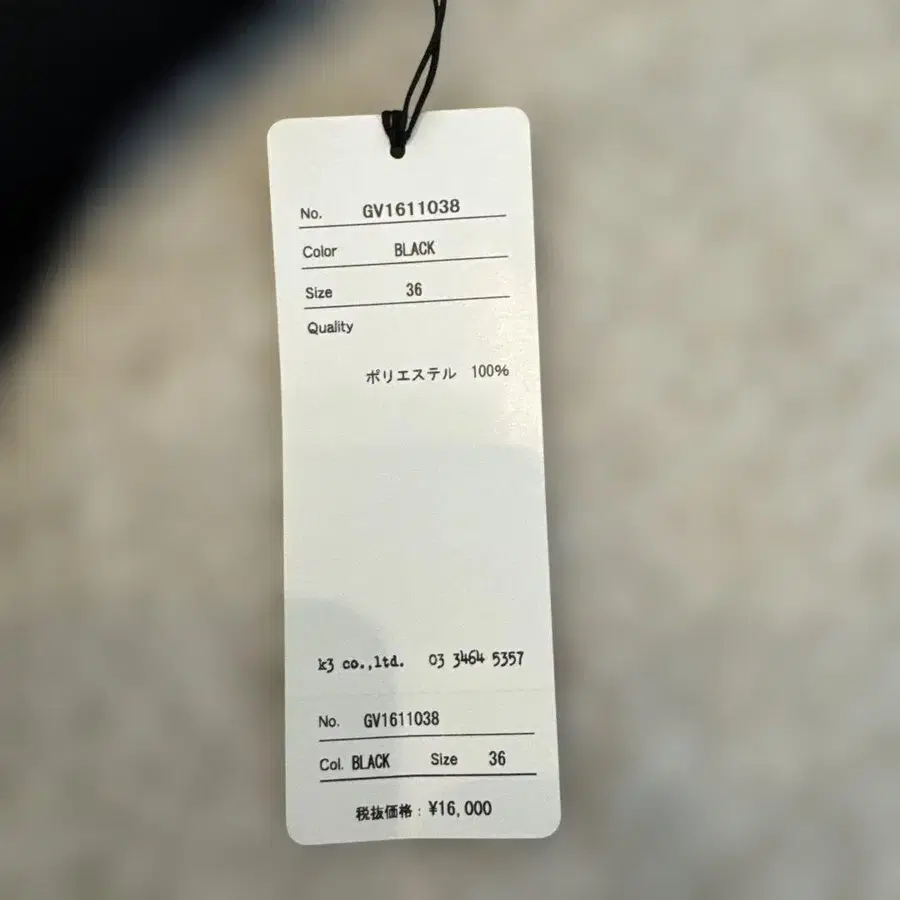 No. GV1611038
Color BLACK
Size 36
Quality
ポリエステル 100%
k3 co.,ltd. 03 3464 5357
No. GV1611038
Col. BLACK Size 36
税抜価格：¥16,000